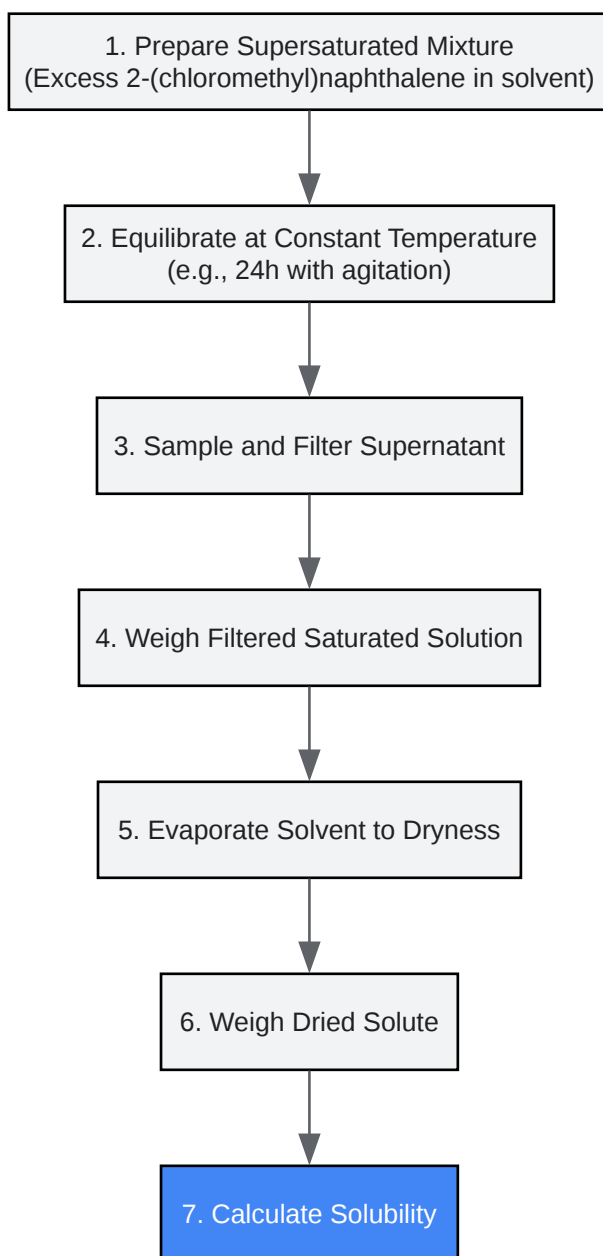 1. Prepare Supersaturated Mixture
(Excess 2-(chloromethyl)naphthalene in solvent)
2. Equilibrate at Constant Temperature
(e.g., 24h with agitation)
3. Sample and Filter Supernatant
4. Weigh Filtered Saturated Solution
5. Evaporate Solvent to Dryness
6. Weigh Dried Solute
7. Calculate Solubility